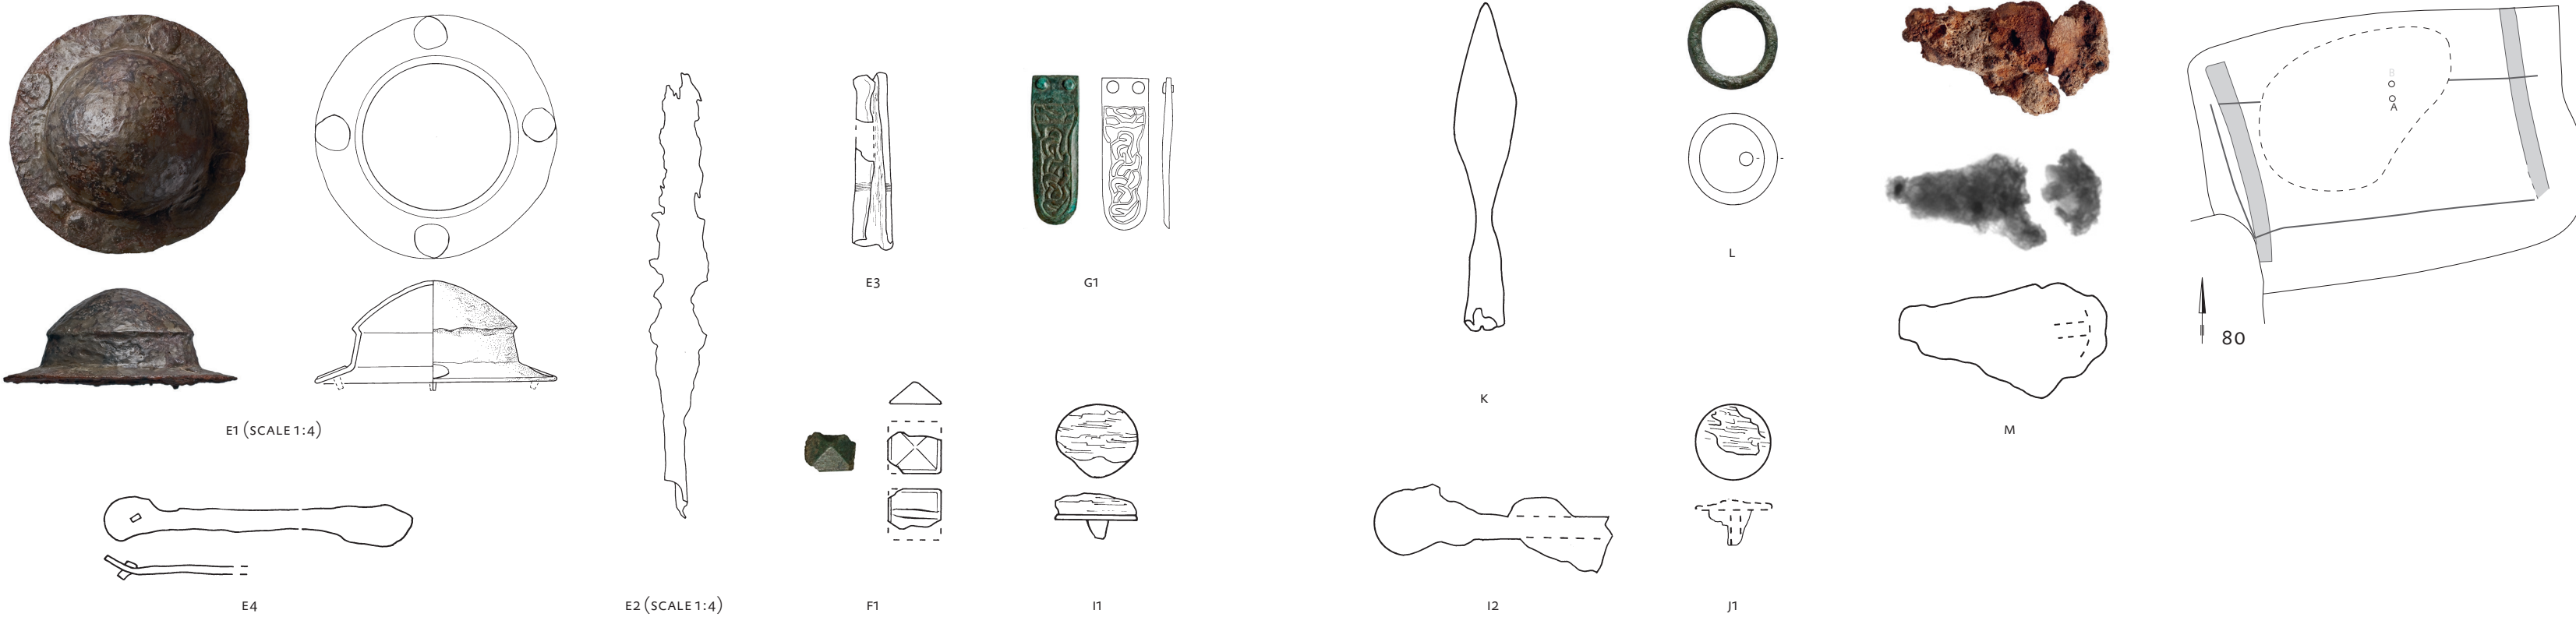 B
A
L
E3
G1
80
K
E1 (SCALE 1:4)
M
E4
E2 (SCALE 1:4)
F1
I1
I2
J1